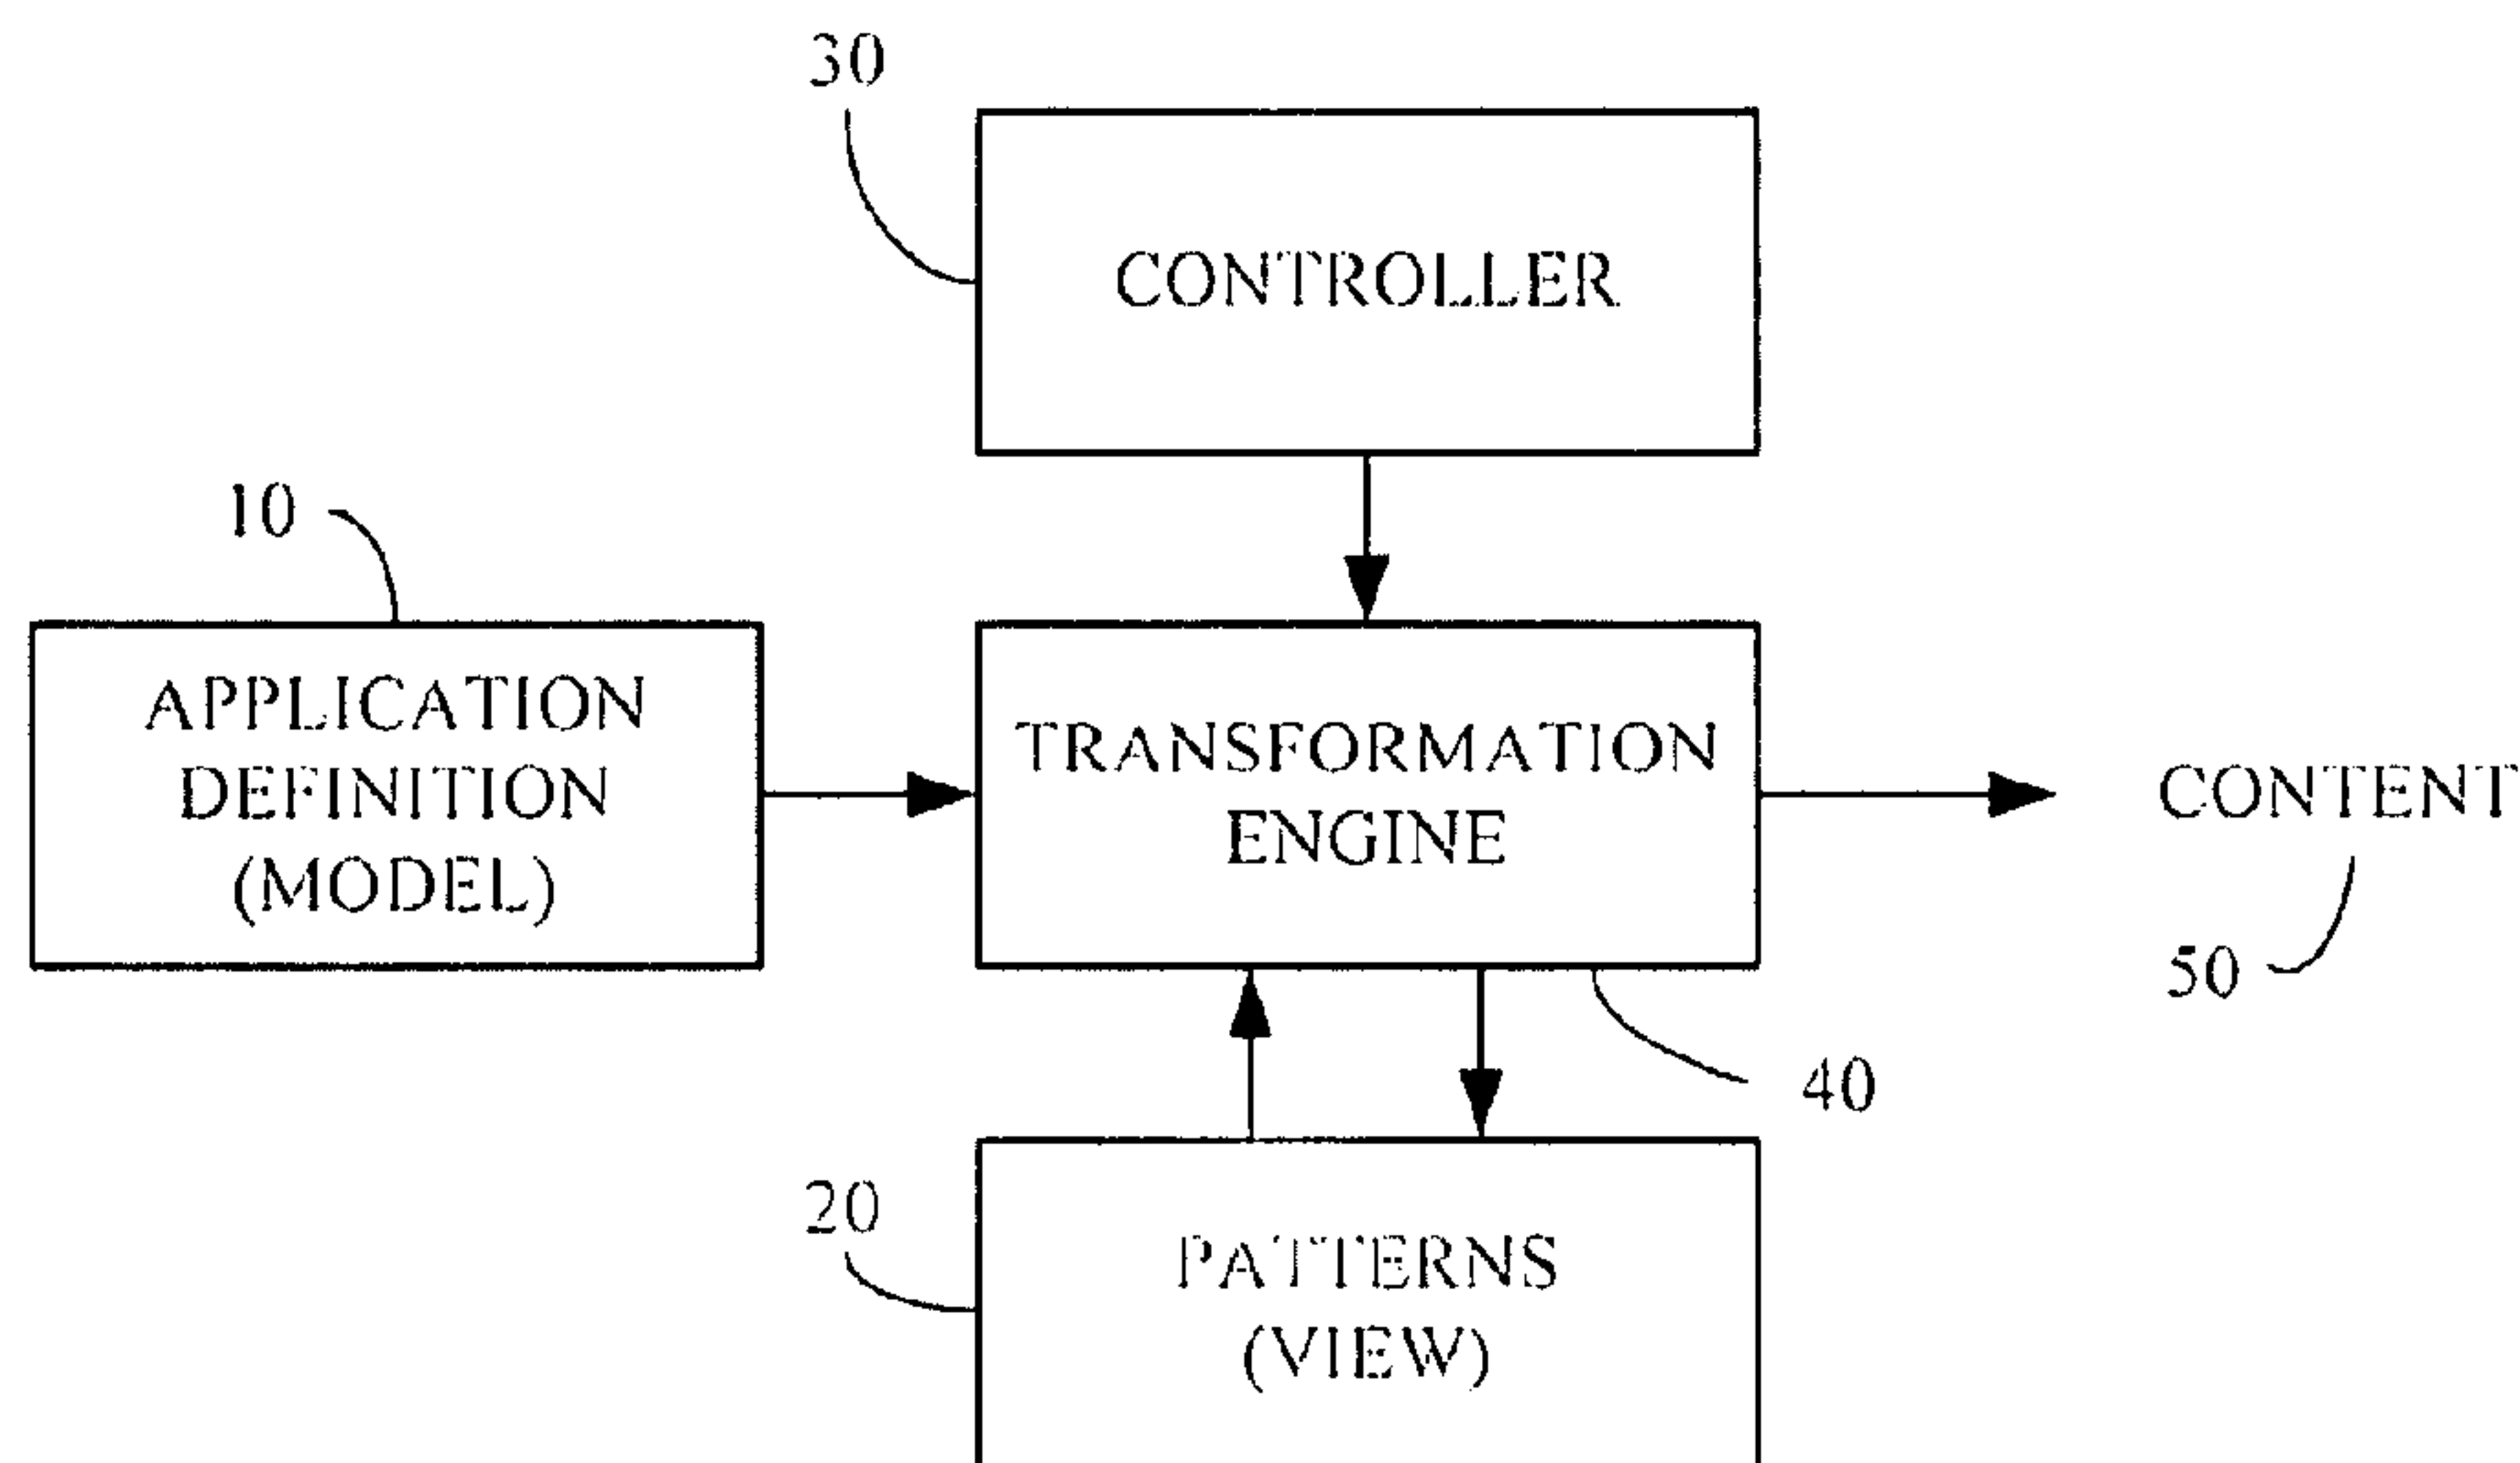 30
CONTROLLER
10
APPLICATION
DEFINITION
(MODEL)
TRANSFORMATION
ENGINE
CONTENT
50
40
20
PATTERNS
(VIEW)